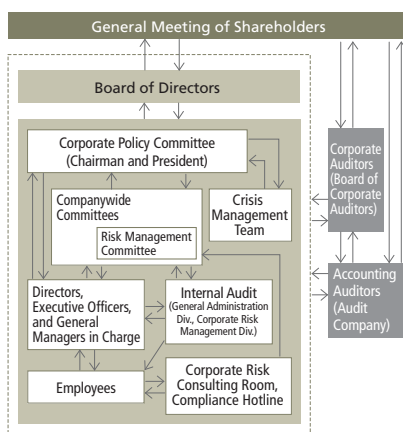 General Meeting of Shareholders
Board of Directors
Corporate Policy Committee
(Chairman and President)
Companywide
Committees
Risk Management
Committee
Crisis
Management
Team
Directors,
Executive Officers,
and General
Managers in Charge
Internal Audit
(General Administration
Div., Corporate Risk
Management Div.)
Employees
Corporate Risk
Consulting Room,
Compliance Hotline
Corporate
Auditors
(Board of
Corporate
Auditors)
Accounting
Auditors
(Audit
Company)